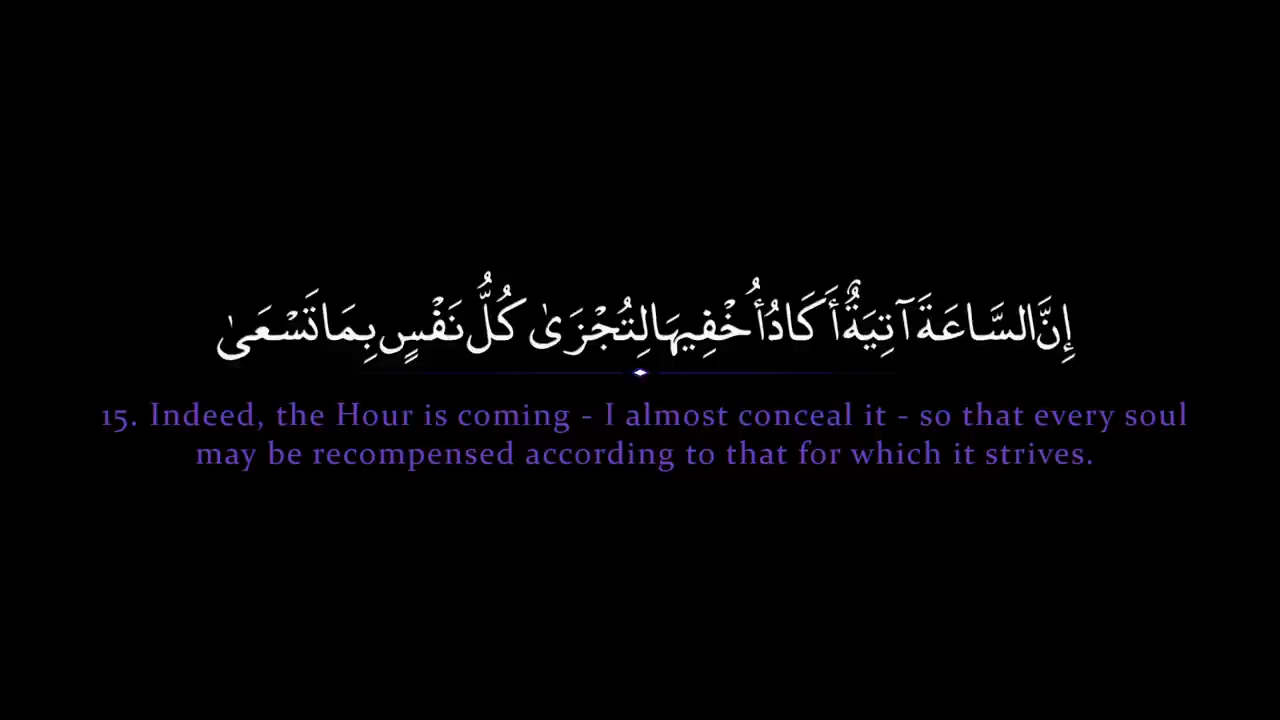 إِنَّ السَّاعَةَ آتِيَةٌ أَكَادُ أُخْفِيهَا لِتُجْزَىٰ كُلُّ نَفْسٍ بِمَا تَسْعَىٰ
15. Indeed, the Hour is coming - I almost conceal it - so that every soul
may be recompensed according to that for which it strives.